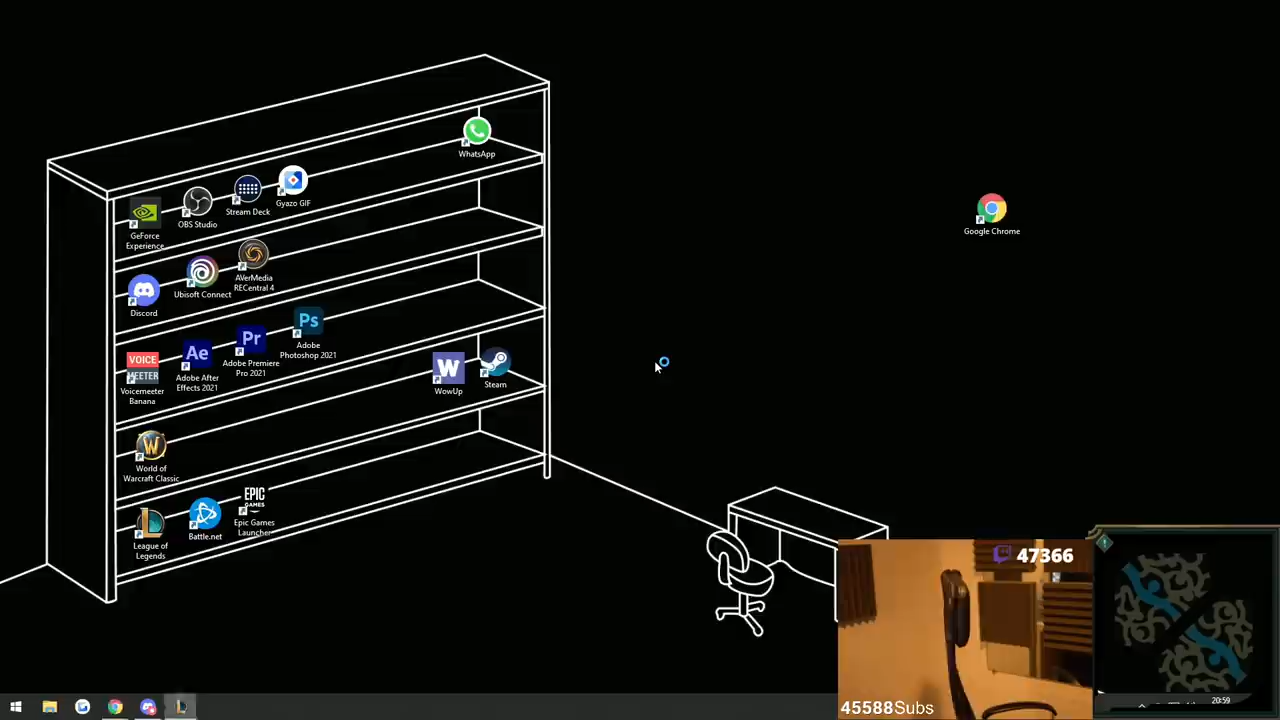 WhatsApp
Gyazo GIF
Stream Deck
OBS Studio
GeForce
Experience
Google Chrome
AVerMedia
RECentral 4
Ubisoft Connect
Discord
Ps
Adobe
Photoshop 2021
Pr
Adobe Premiere
Pro 2021
Ae
Adobe After
Effects 2021
VOICE
MEETER
Voicemeeter
Banana
W
WowUp
Steam
W
World of
Warcraft Classic
EPIC
GAMES
Epic Games
Launcher
Battle.net
League of
Legends
47366
45588Subs
20:59